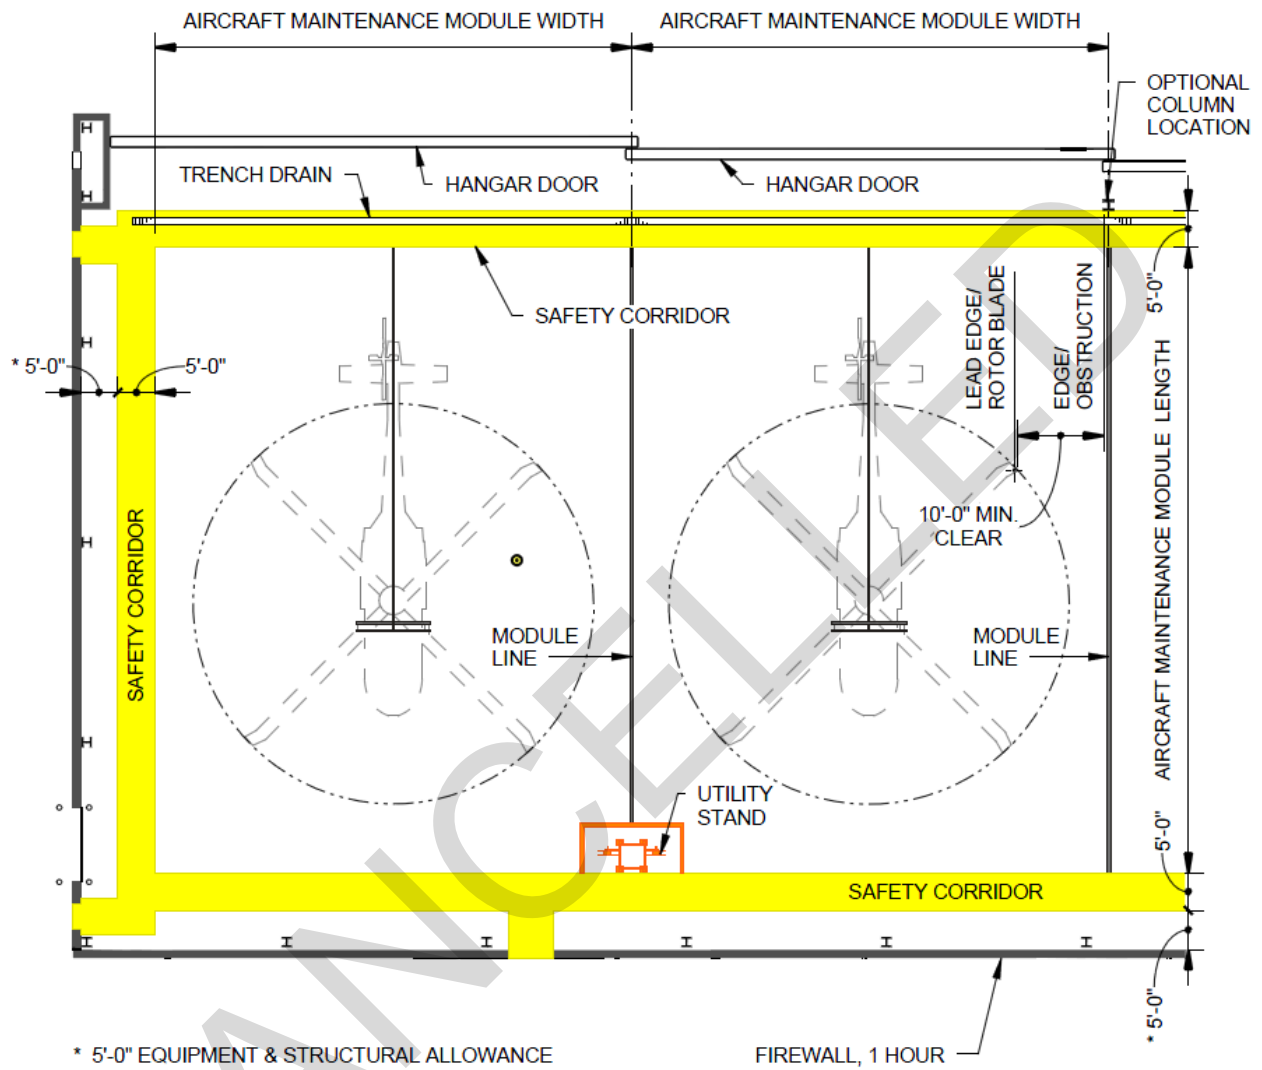 AIRCRAFT MAINTENANCE MODULE WIDTH
AIRCRAFT MAINTENANCE MODULE WIDTH
OPTIONAL
COLUMN
LOCATION
TRENCH DRAIN
HANGAR DOOR
HANGAR DOOR
SAFETY CORRIDOR
5'-0"
LEAD EDGE/
ROTOR BLADE
EDGE/
OBSTRUCTION
* 5'-0"
5'-0"
10'-0" MIN.
CLEAR
AIRCRAFT MAINTENANCE MODULE LENGTH
SAFETY CORRIDOR
MODULE
LINE
MODULE
LINE
UTILITY
STAND
5'-0"
SAFETY CORRIDOR
* 5'-0"
* 5'-0" EQUIPMENT & STRUCTURAL ALLOWANCE
FIREWALL, 1 HOUR
ANCELLED